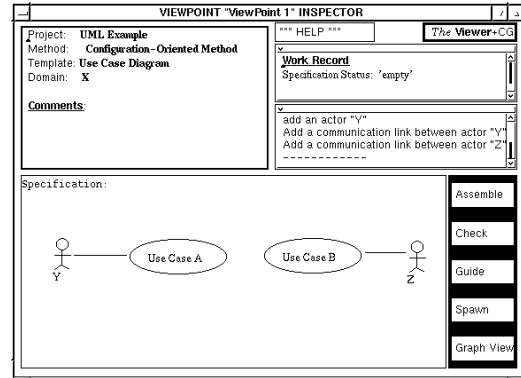 VIEWPOINT "ViewPoint 1" INSPECTOR
Project: UML Example
Method: Configuration-Oriented Method
Template: Use Case Diagram
Domain: X
Comments:
*** HELP ***
The Viewer+CG
Work Record
Specification Status: 'empty'
add an actor "Y"
Add a communication link between actor "Y"
Add a communication link between actor "Z"
- - - - - - - - - - - -
Specification:
Use Case A
Use Case B
Y
Z
Assemble
Check
Guide
Spawn
Graph View